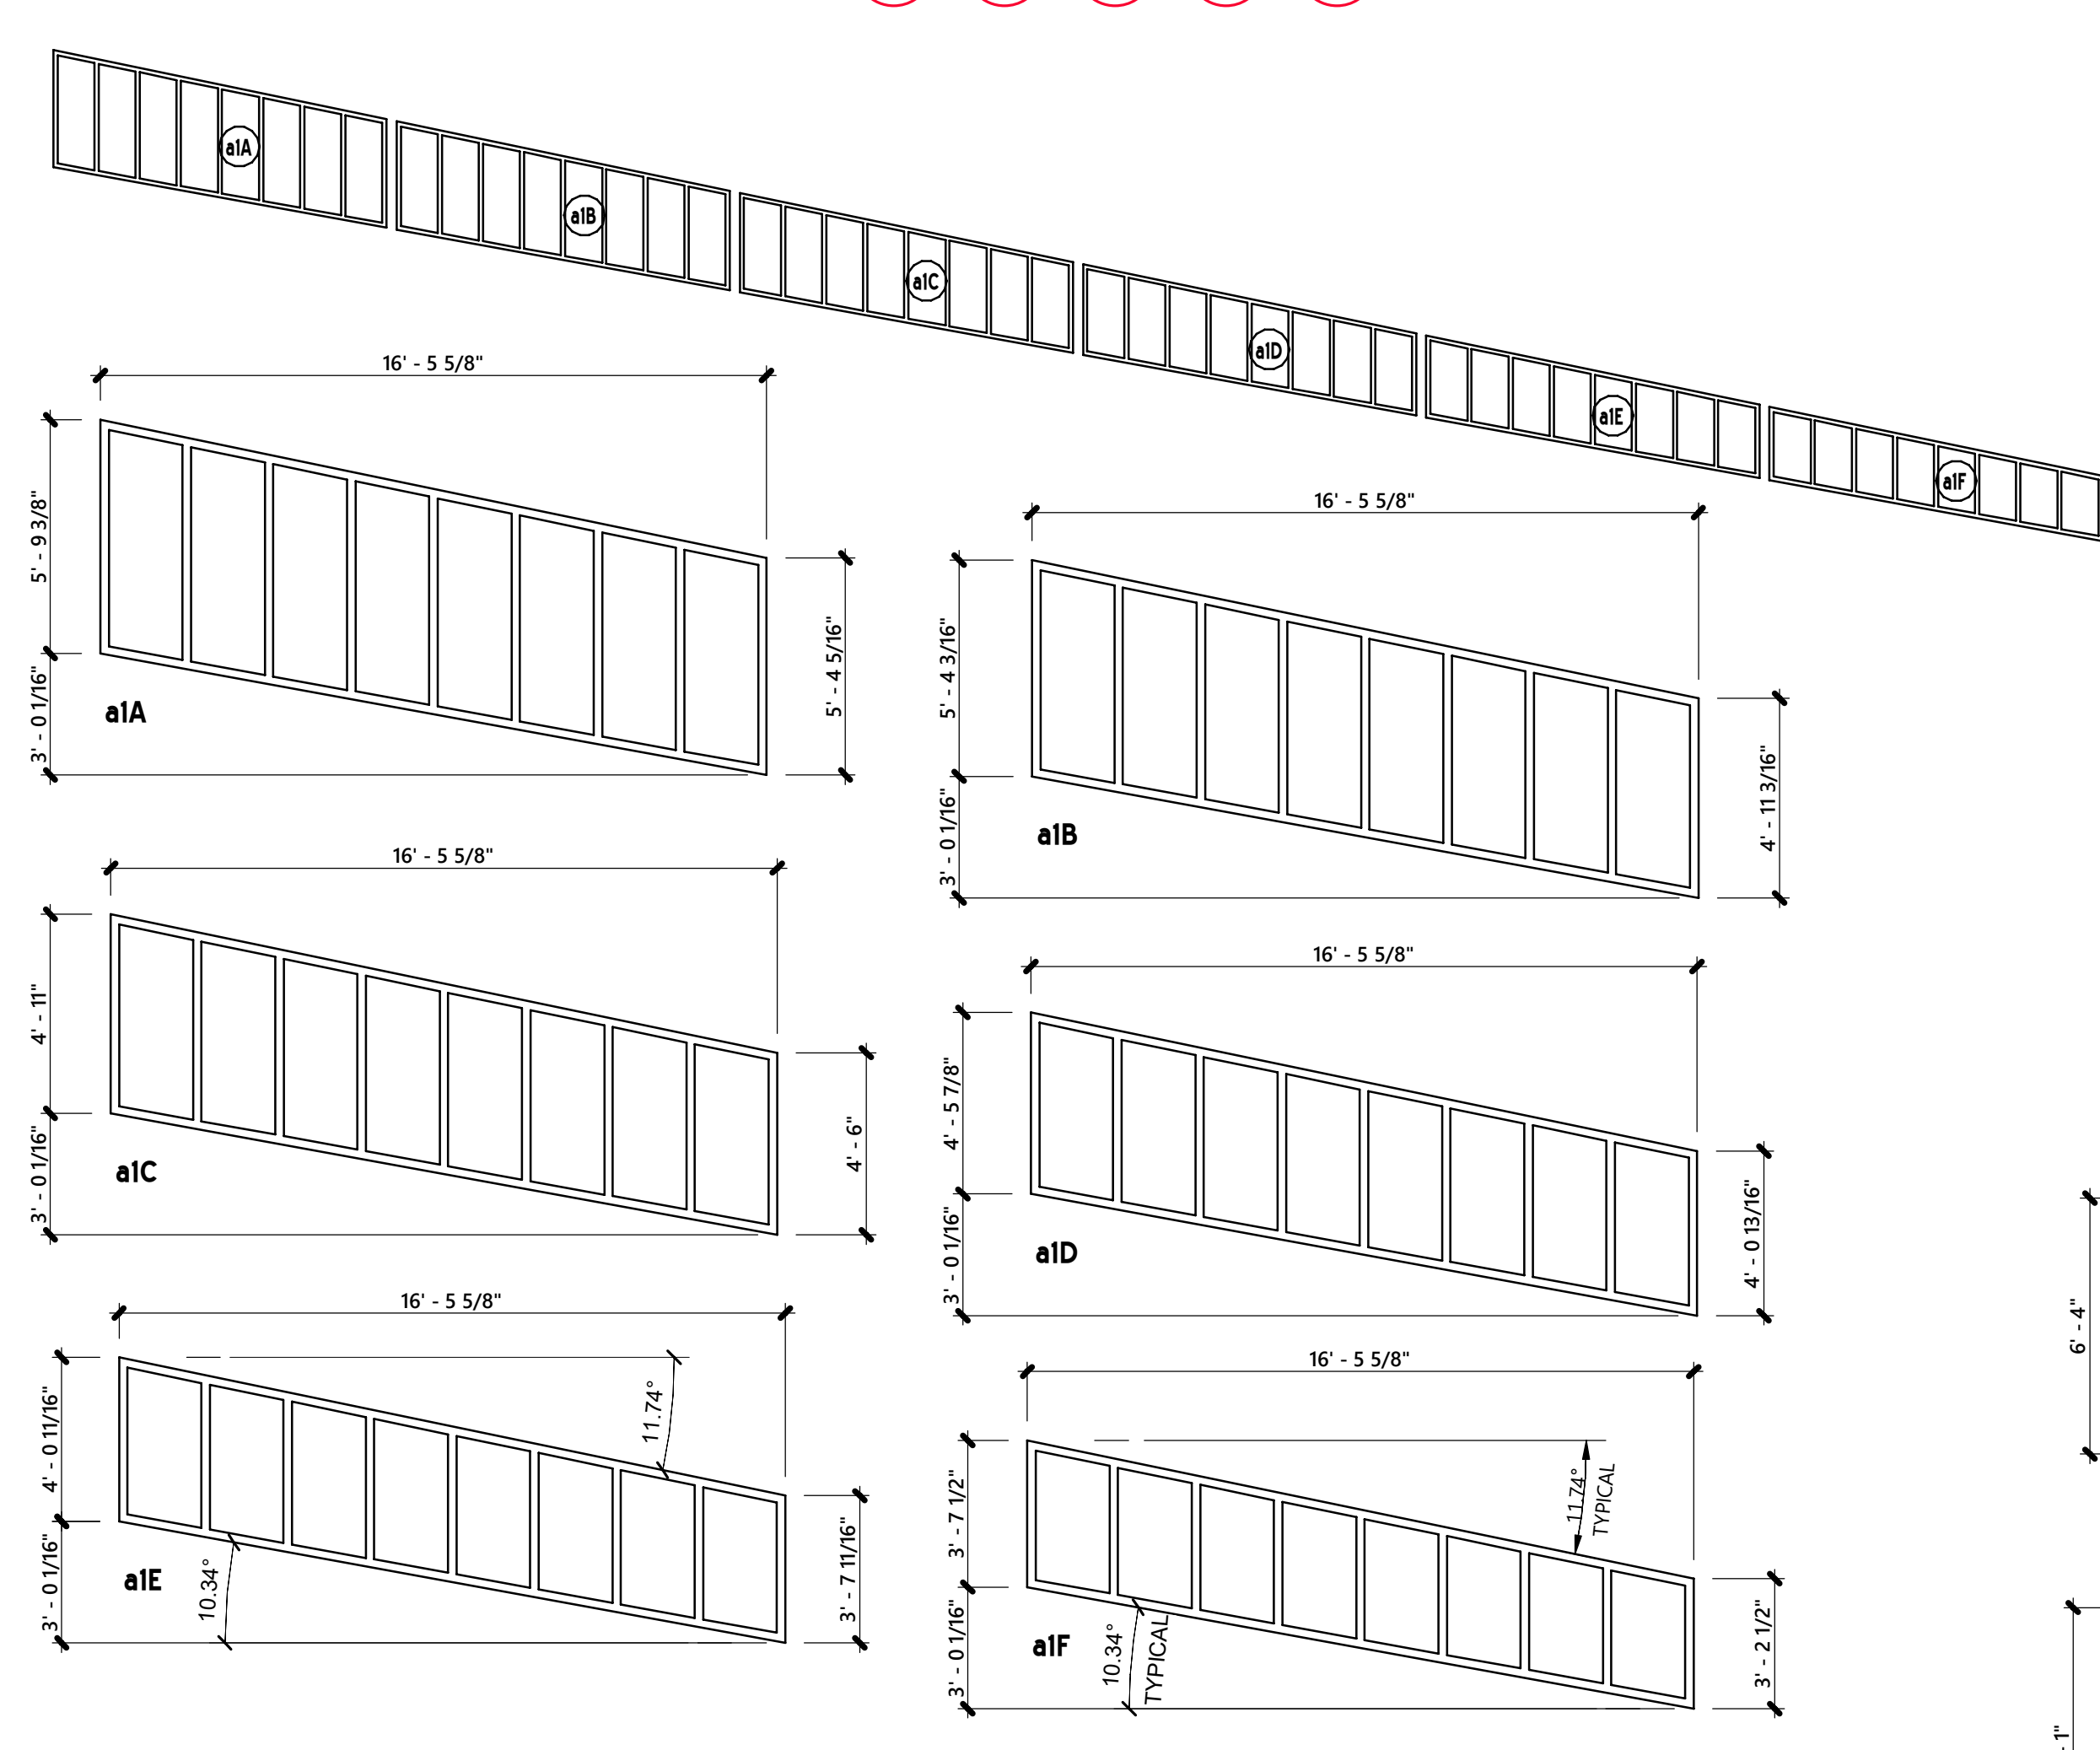 a1A
a1B
a1C
a1D
a1E
a1F
16' - 5 5/8"
5' - 9 3/8"
3' - 0 1/16"
5' - 4 5/16"
a1A
16' - 5 5/8"
5' - 4 3/16"
3' - 0 1/16"
4' - 11 3/16"
a1B
16' - 5 5/8"
4' - 11"
3' - 0 1/16"
4' - 6"
a1C
16' - 5 5/8"
4' - 5 7/8"
3' - 0 1/16"
4' - 0 13/16"
a1D
16' - 5 5/8"
4' - 0 11/16"
3' - 0 1/16"
11.74°
10.34°
3' - 7 11/16"
a1E
16' - 5 5/8"
3' - 7 1/2"
3' - 0 1/16"
11.74°
TYPICAL
10.34°
TYPICAL
3' - 2 1/2"
a1F
6' - 4"
- 1"